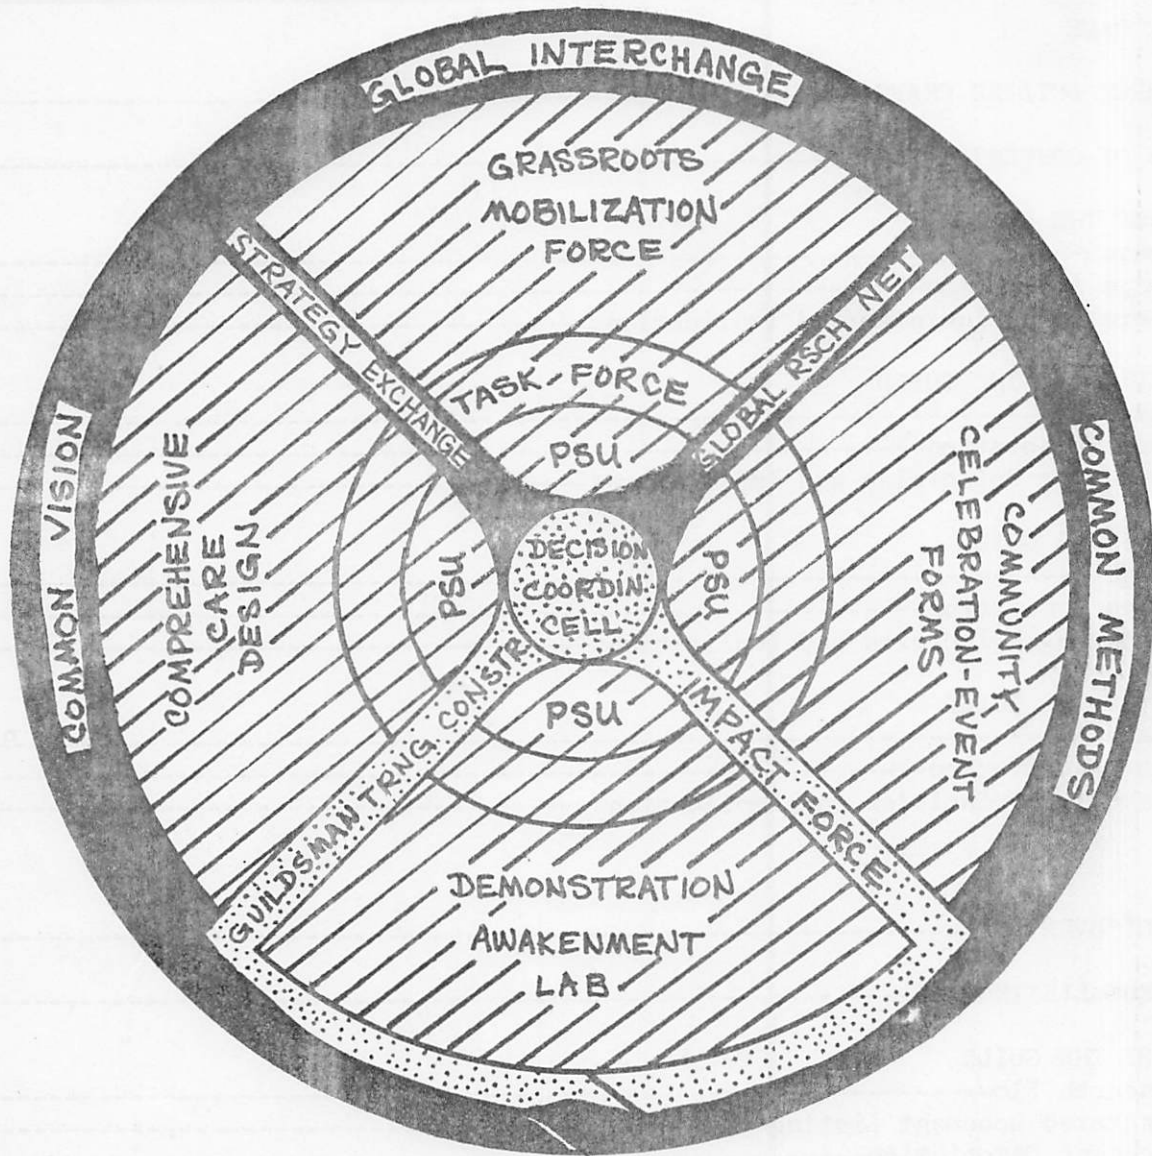 GLOBAL INTERCHANGE
GRASSROOTS
MOBILIZATION
FORCE
STRATEGY EXCHANGE
GLOBAL RSCH NET
TASK FORCE
PSU
COMMON VISION
COMPREHENSIVE
CARE
DESIGN
PSU
DECISION
COORDIN.
CELL
PSU
COMMUNITY
CELEBRATION-EVENT
FORMS
COMMON METHODS
PSU
GUILDSMAN TRNG CONSTR
IMPACT FORCE
DEMONSTRATION
AWAKENMENT
LAB